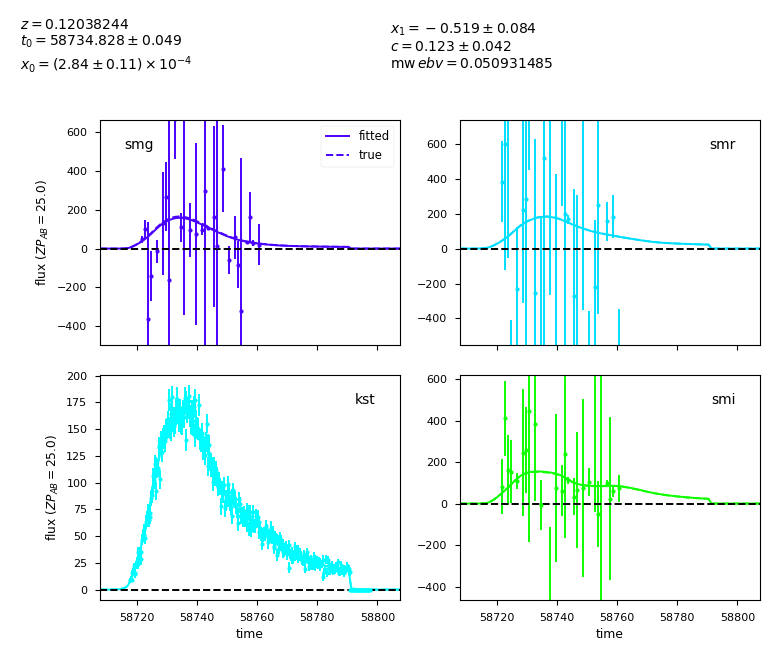 z = 0.12038244
t₀ = 58734.828 ± 0.049
x₀ = (2.84 ± 0.11) × 10⁻⁴
x₁ = −0.519 ± 0.084
c = 0.123 ± 0.042
mw ebv = 0.050931485
smg
fitted
true
600
400
200
0
−200
−400
flux (ZP_AB = 25.0)
smr
600
400
200
0
−200
−400
kst
200
175
150
125
100
75
50
25
0
flux (ZP_AB = 25.0)
58720 58740 58760 58780 58800
time
smi
600
400
200
0
−200
−400
58720 58740 58760 58780 58800
time